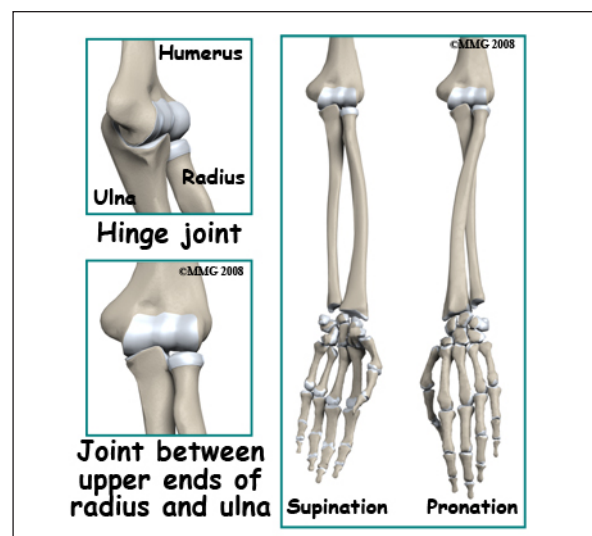 Humerus
Radius
Ulna
Hinge joint
©MMG 2008
Joint between
upper ends of
radius and ulna
©MMG 2008
Supination
Pronation